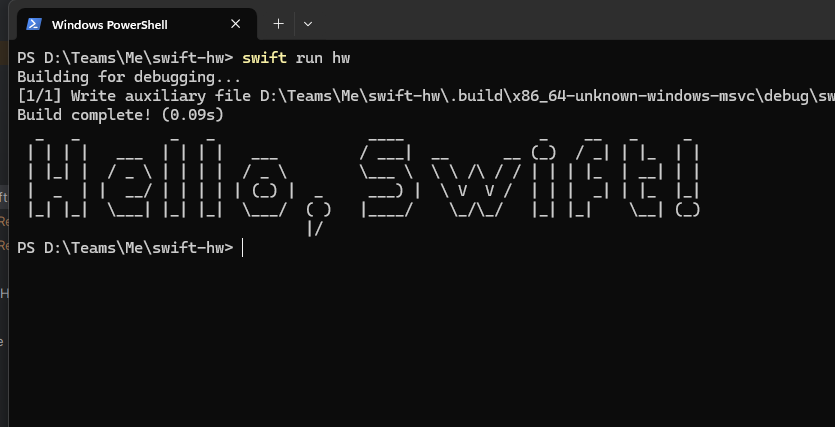 Windows PowerShell
PS D:\Teams\Me\swift-hw> swift run hw
Building for debugging...
[1/1] Write auxiliary file D:\Teams\Me\swift-hw\.build\x86_64-unknown-windows-msvc\debug\sw
Build complete! (0.09s)
Hello, Swift!
PS D:\Teams\Me\swift-hw>